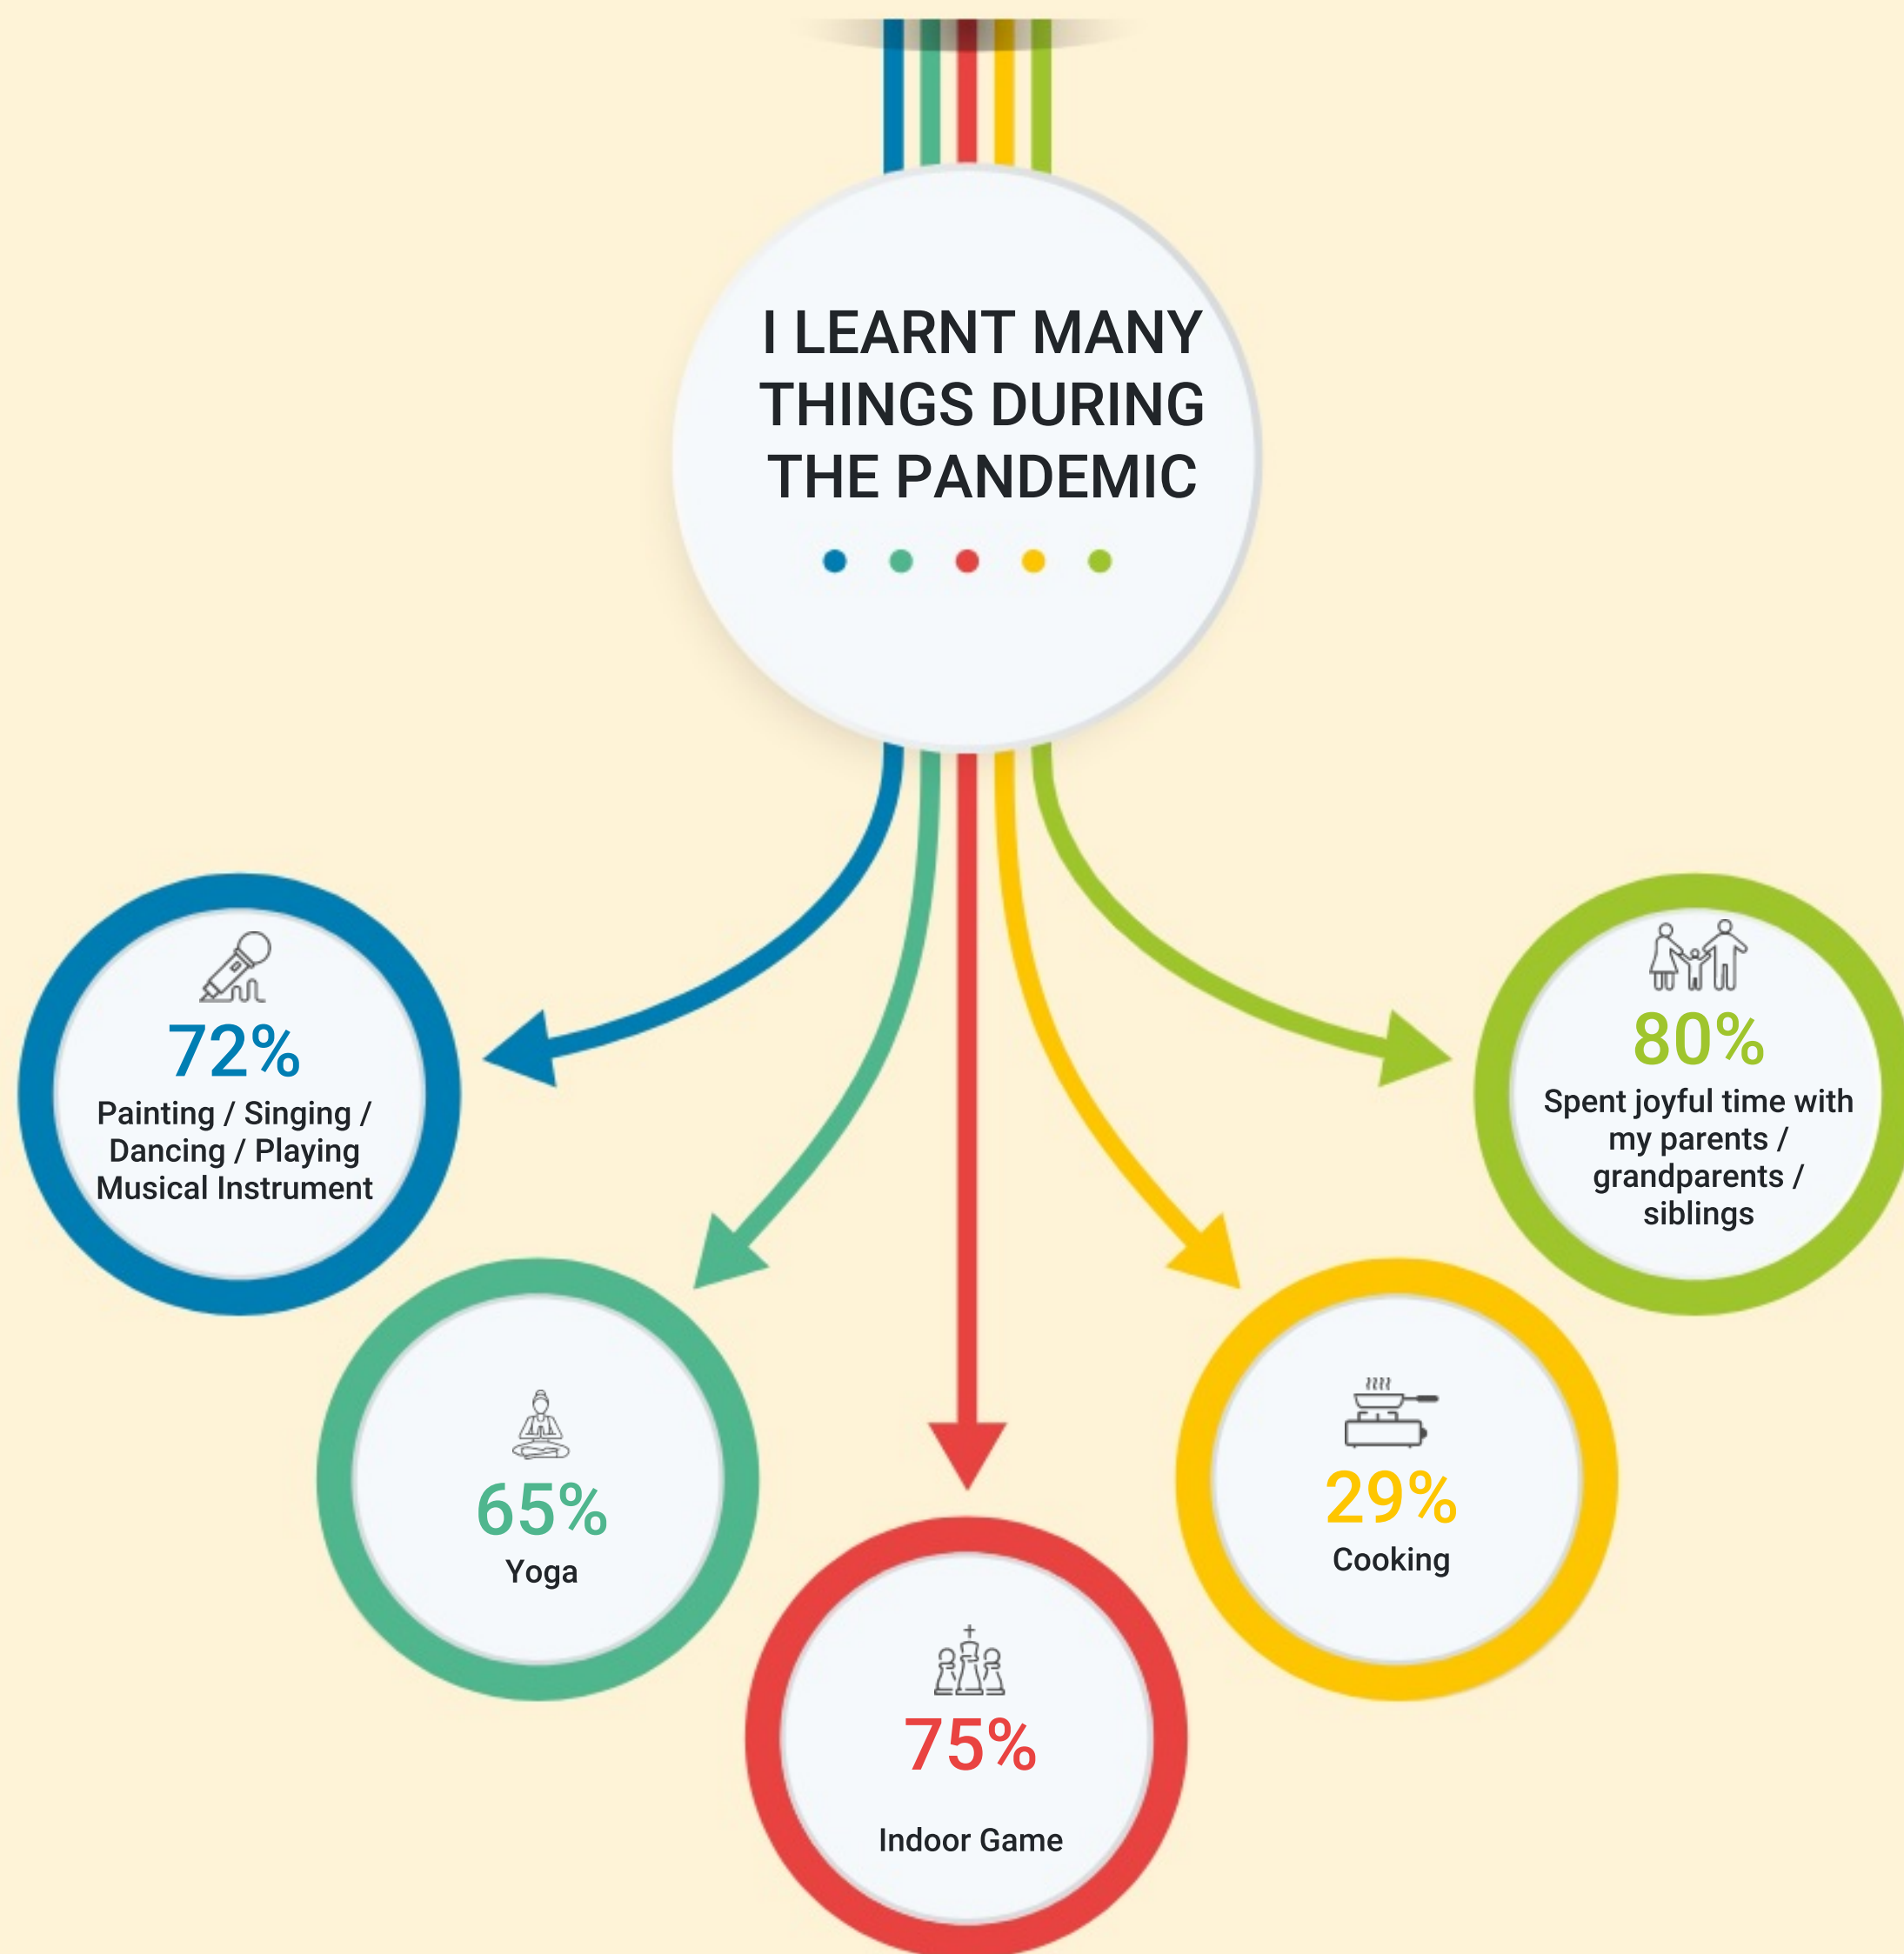 I LEARNT MANY
THINGS DURING
THE PANDEMIC
72%
Painting / Singing /
Dancing / Playing
Musical Instrument
65%
Yoga
75%
Indoor Game
29%
Cooking
80%
Spent joyful time with
my parents /
grandparents /
siblings